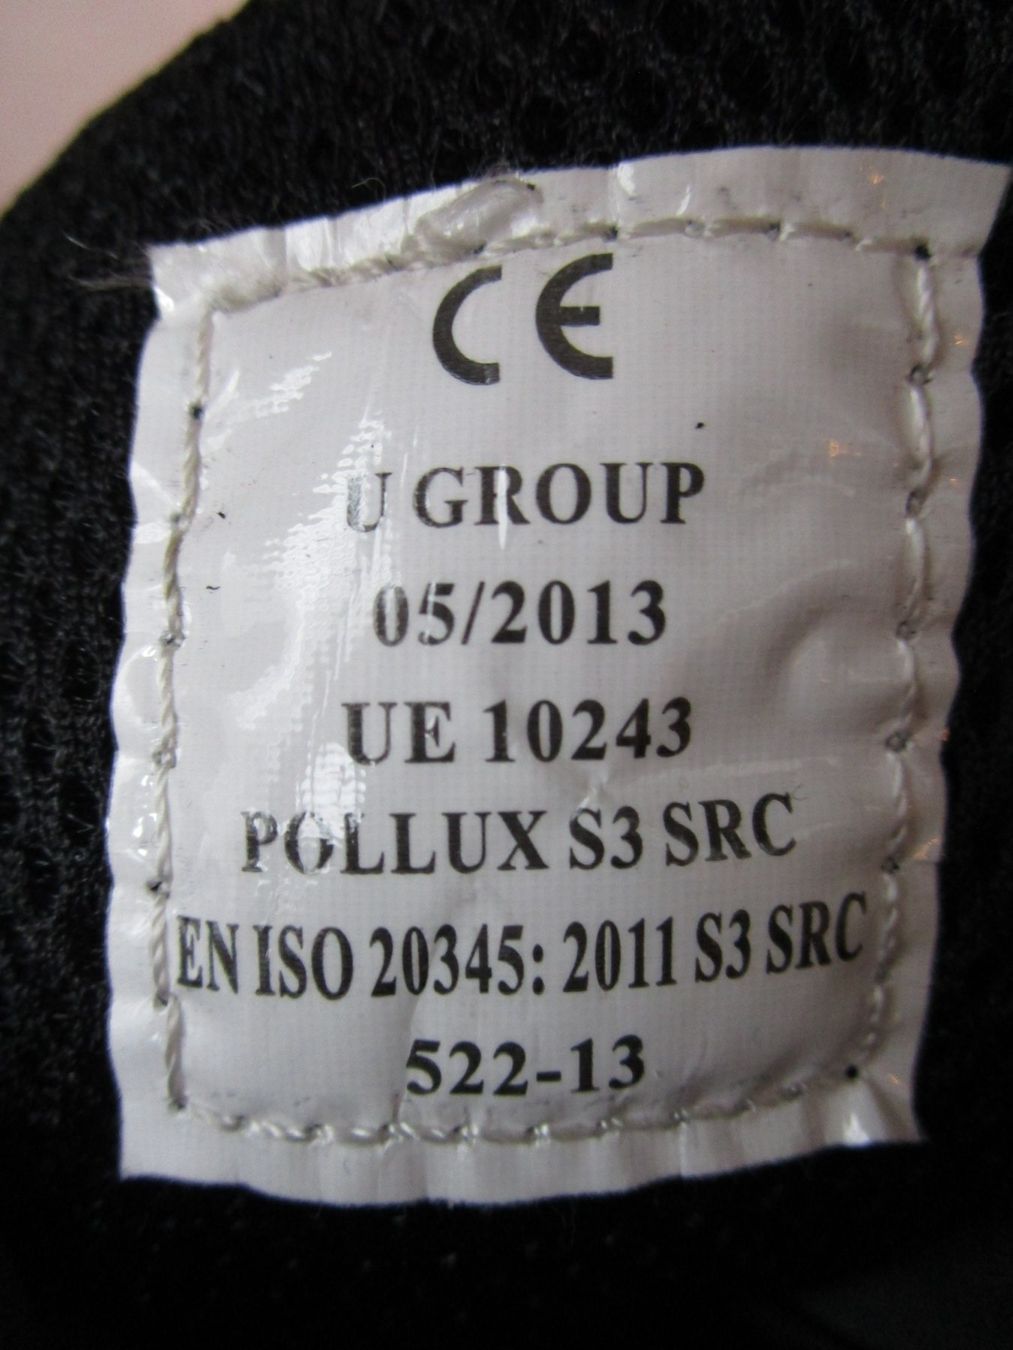 CE
U GROUP
05/2013
UE 10243
POLLUX S3 SRC
EN ISO 20345: 2011 S3 SRC
522-13